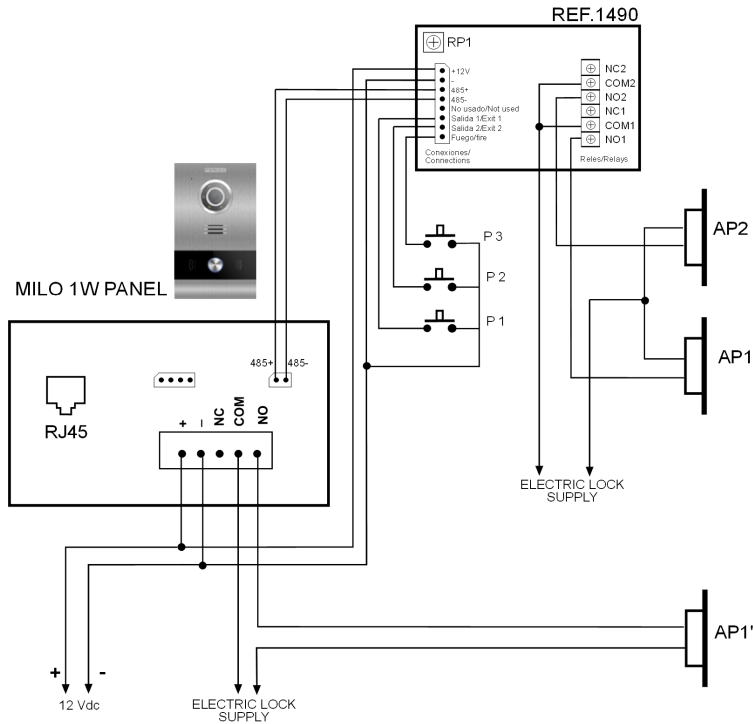 REF.1490
RP1
+12V
-
485+
485-
No usado/Not used
Salida 1/Exit 1
Salida 2/Exit 2
Fuego/fire
Conexiones/
Connections
NC2
COM2
NO2
NC1
COM1
NO1
Reles/Relays
P 3
P 2
P 1
AP2
AP1
MILO 1W PANEL
485+ 485-
RJ45
+ – NC COM NO
ELECTRIC LOCK
SUPPLY
AP1'
+ -
12 Vdc
ELECTRIC LOCK
SUPPLY